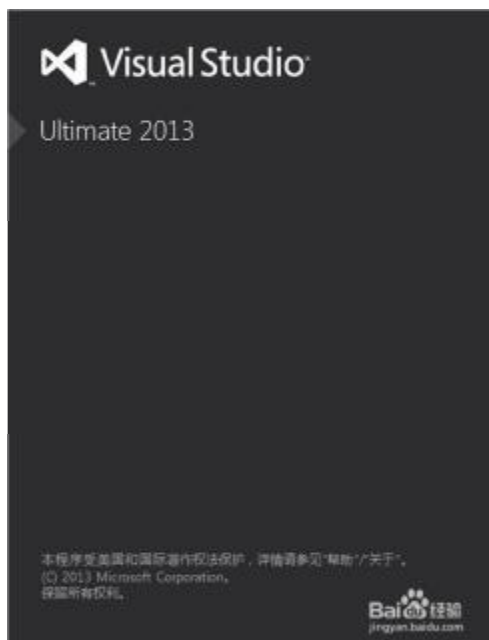 Visual Studio
Ultimate 2013
本程序受美国和国际著作权法保护，详情请参见"帮助"/"关于"。
(C) 2013 Microsoft Corporation。
保留所有权利。
Baidu经验
jingyan.baidu.com